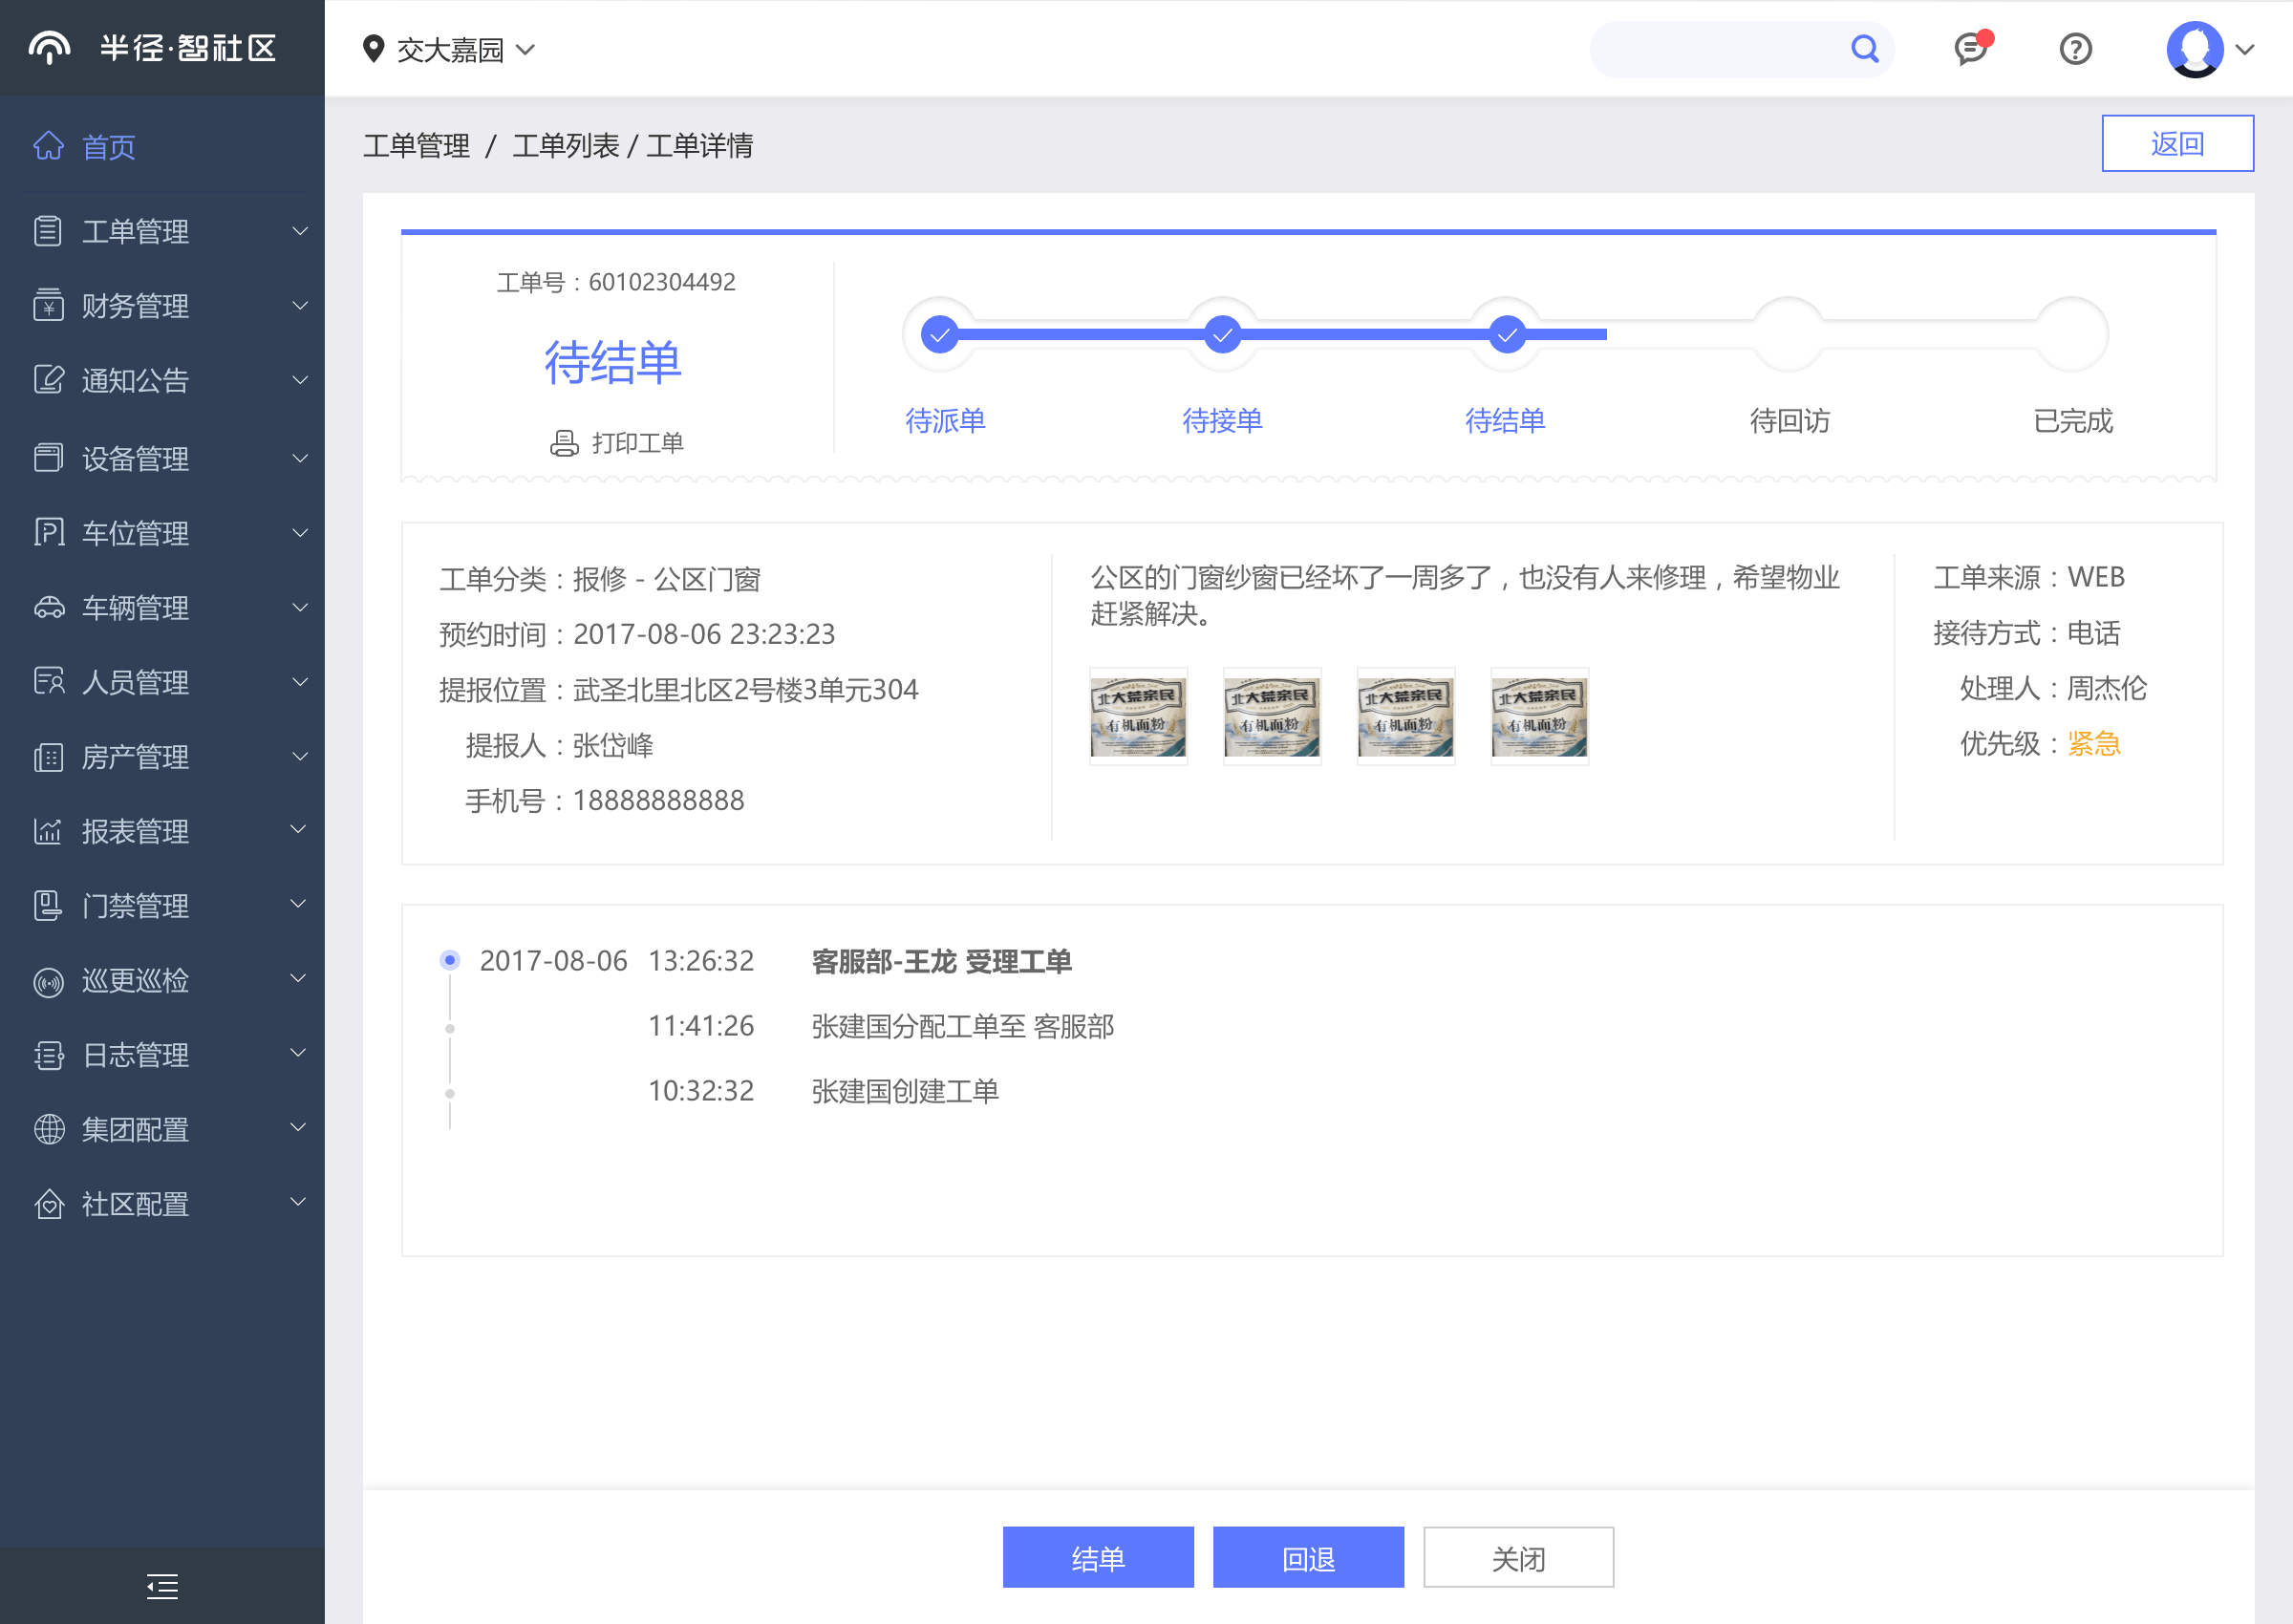 半径·智社区
交大嘉园
首页
工单管理
财务管理
通知公告
设备管理
车位管理
车辆管理
人员管理
房产管理
报表管理
门禁管理
巡更巡检
日志管理
集团配置
社区配置
工单管理 / 工单列表 / 工单详情
返回
工单号：60102304492
待结单
打印工单
待派单
待接单
待结单
待回访
已完成
工单分类：报修 - 公区门窗
预约时间：2017-08-06 23:23:23
提报位置：武圣北里北区2号楼3单元304
提报人：张岱峰
手机号：18888888888
公区的门窗纱窗已经坏了一周多了，也没有人来修理，希望物业
赶紧解决。
北大荒亲民
有机面粉
北大荒亲民
有机面粉
北大荒亲民
有机面粉
北大荒亲民
有机面粉
工单来源：WEB
接待方式：电话
处理人：周杰伦
优先级：紧急
2017-08-06 13:26:32 客服部-王龙 受理工单
11:41:26 张建国分配工单至 客服部
10:32:32 张建国创建工单
结单
回退
关闭